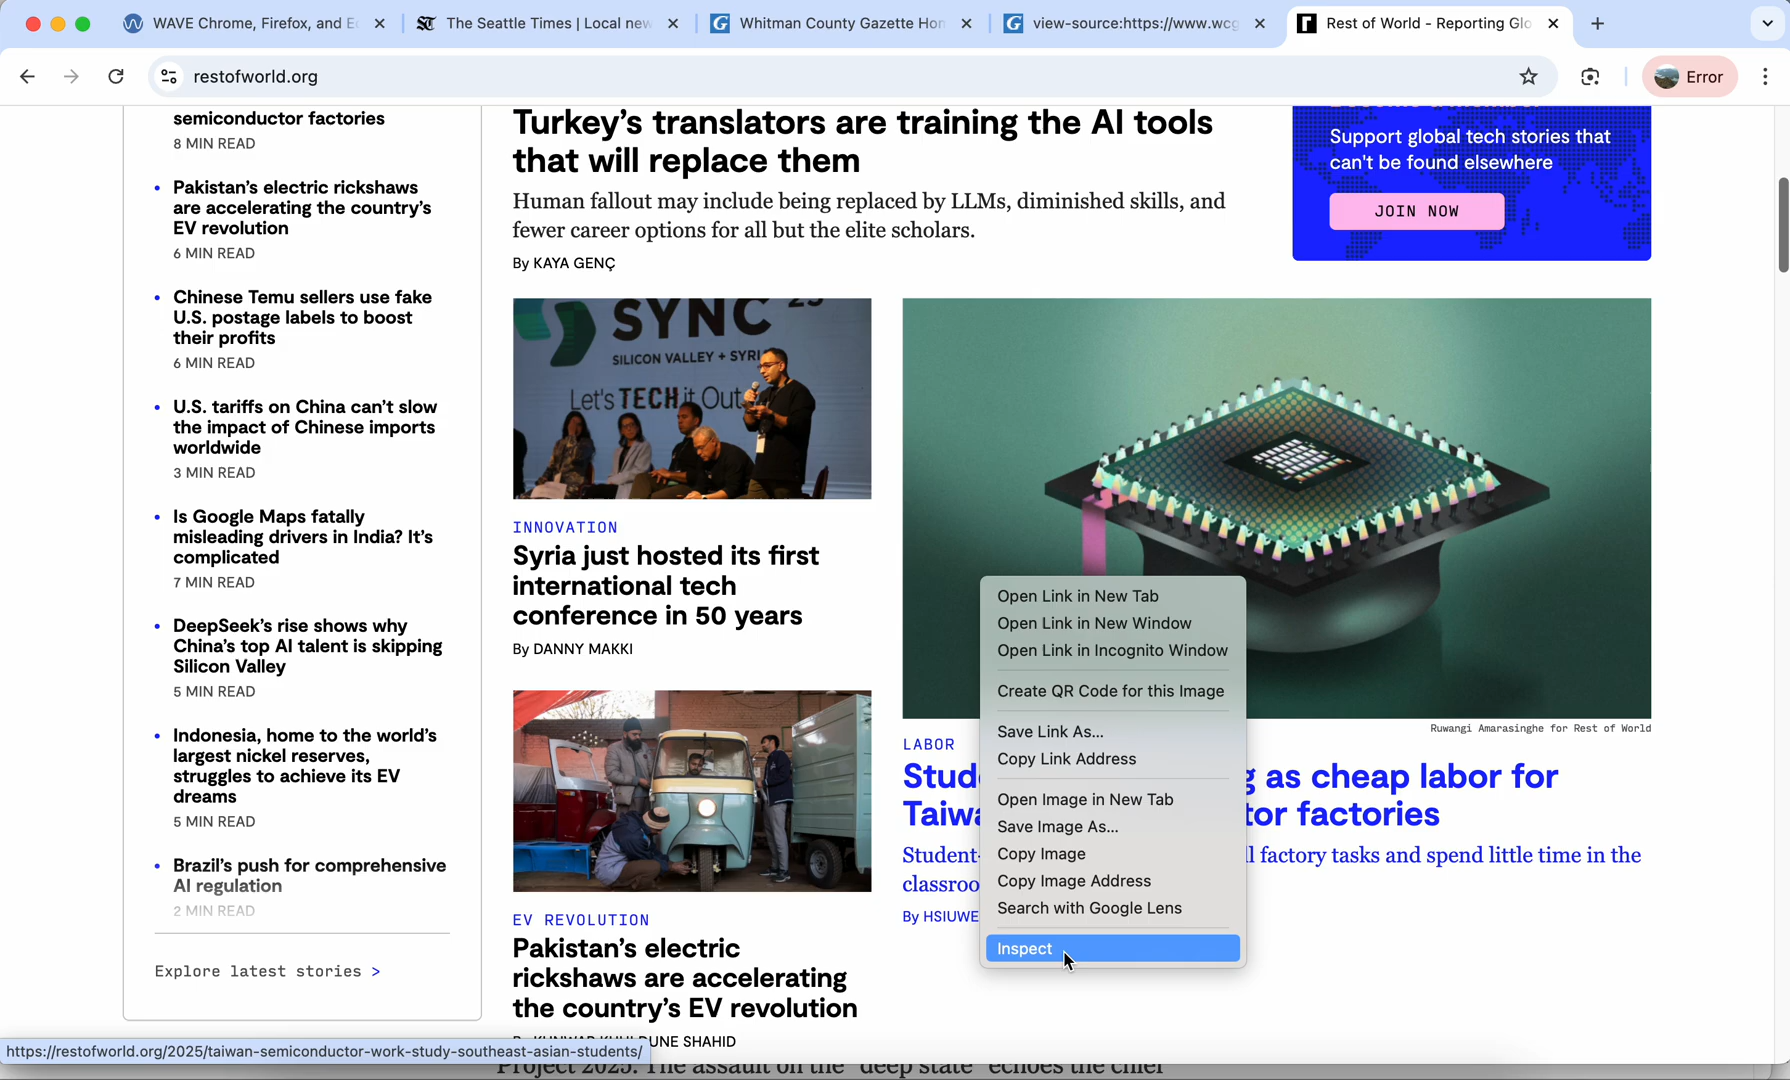 WAVE Chrome, Firefox, and E
The Seattle Times | Local new
Whitman County Gazette Hor
view-source:https://www.wcg
Rest of World - Reporting Glo
restofworld.org
Error
semiconductor factories
8 MIN READ
Pakistan’s electric rickshaws
are accelerating the country’s
EV revolution
6 MIN READ
Chinese Temu sellers use fake
U.S. postage labels to boost
their profits
6 MIN READ
U.S. tariffs on China can’t slow
the impact of Chinese imports
worldwide
3 MIN READ
Is Google Maps fatally
misleading drivers in India? It’s
complicated
7 MIN READ
DeepSeek’s rise shows why
China’s top AI talent is skipping
Silicon Valley
5 MIN READ
Indonesia, home to the world’s
largest nickel reserves,
struggles to achieve its EV
dreams
5 MIN READ
Brazil’s push for comprehensive
AI regulation
2 MIN READ
Explore latest stories >
Turkey’s translators are training the AI tools
that will replace them
Human fallout may include being replaced by LLMs, diminished skills, and
fewer career options for all but the elite scholars.
By KAYA GENÇ
Support global tech stories that
can't be found elsewhere
JOIN NOW
SYNC
SILICON VALLEY + SYRI
Let's TECH it Out
INNOVATION
Syria just hosted its first
international tech
conference in 50 years
By DANNY MAKKI
EV REVOLUTION
Pakistan’s electric
rickshaws are accelerating
the country’s EV revolution
UNE SHAHID
Ruwangi Amarasinghe for Rest of World
LABOR
Stud g as cheap labor for
Taiwa tor factories
Student- l factory tasks and spend little time in the
classroo
By HSIUWE
Open Link in New Tab
Open Link in New Window
Open Link in Incognito Window
Create QR Code for this Image
Save Link As...
Copy Link Address
Open Image in New Tab
Save Image As...
Copy Image
Copy Image Address
Search with Google Lens
Inspect
https://restofworld.org/2025/taiwan-semiconductor-work-study-southeast-asian-students/
Project 2025: The assault on the "deep state" echoes the chief